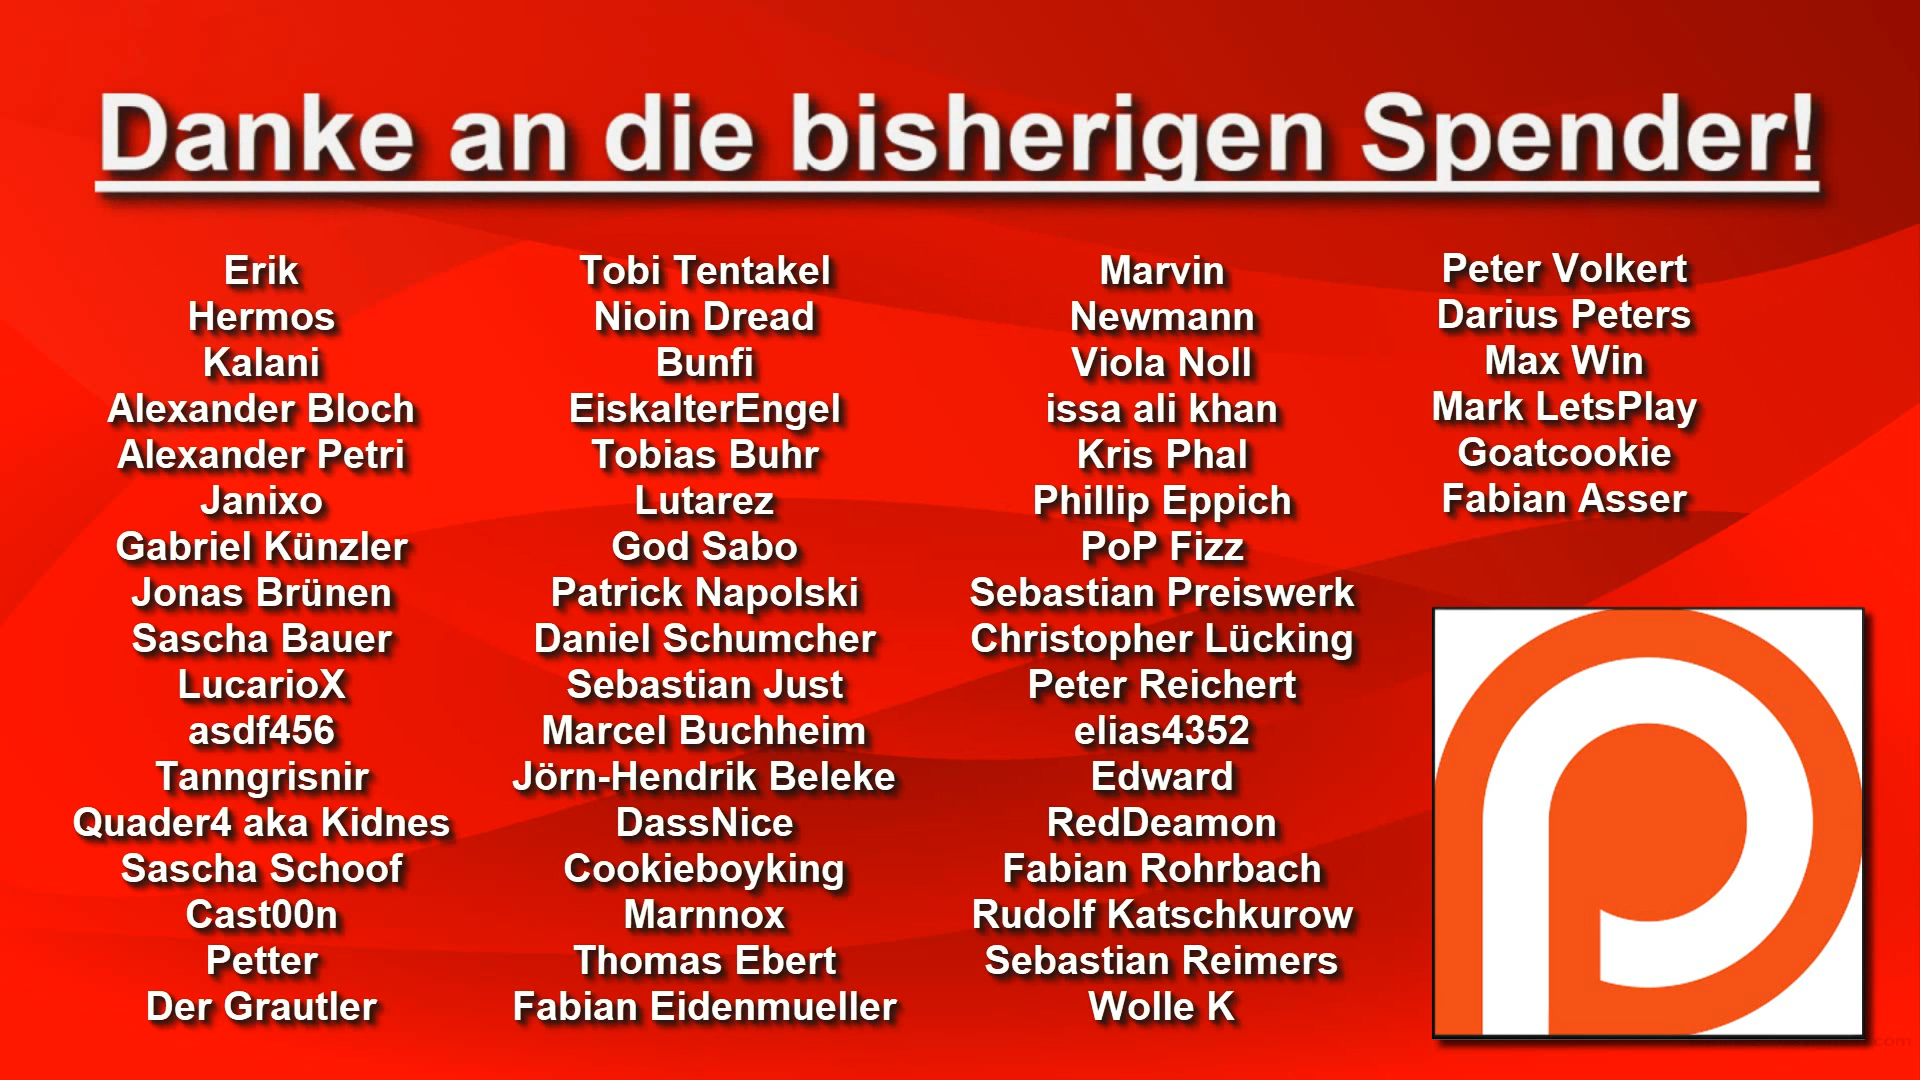 Danke an die bisherigen Spender!
Erik
Hermos
Kalani
Alexander Bloch
Alexander Petri
Janixo
Gabriel Künzler
Jonas Brünen
Sascha Bauer
LucarioX
asdf456
Tanngrisnir
Quader4 aka Kidnes
Sascha Schoof
Cast00n
Petter
Der Grautler
Tobi Tentakel
Nioin Dread
Bunfi
EiskalterEngel
Tobias Buhr
Lutarez
God Sabo
Patrick Napolski
Daniel Schumcher
Sebastian Just
Marcel Buchheim
Jörn-Hendrik Beleke
DassNice
Cookieboyking
Marnnox
Thomas Ebert
Fabian Eidenmueller
Marvin
Newmann
Viola Noll
issa ali khan
Kris Phal
Phillip Eppich
PoP Fizz
Sebastian Preiswerk
Christopher Lücking
Peter Reichert
elias4352
Edward
RedDeamon
Fabian Rohrbach
Rudolf Katschkurow
Sebastian Reimers
Wolle K
Peter Volkert
Darius Peters
Max Win
Mark LetsPlay
Goatcookie
Fabian Asser